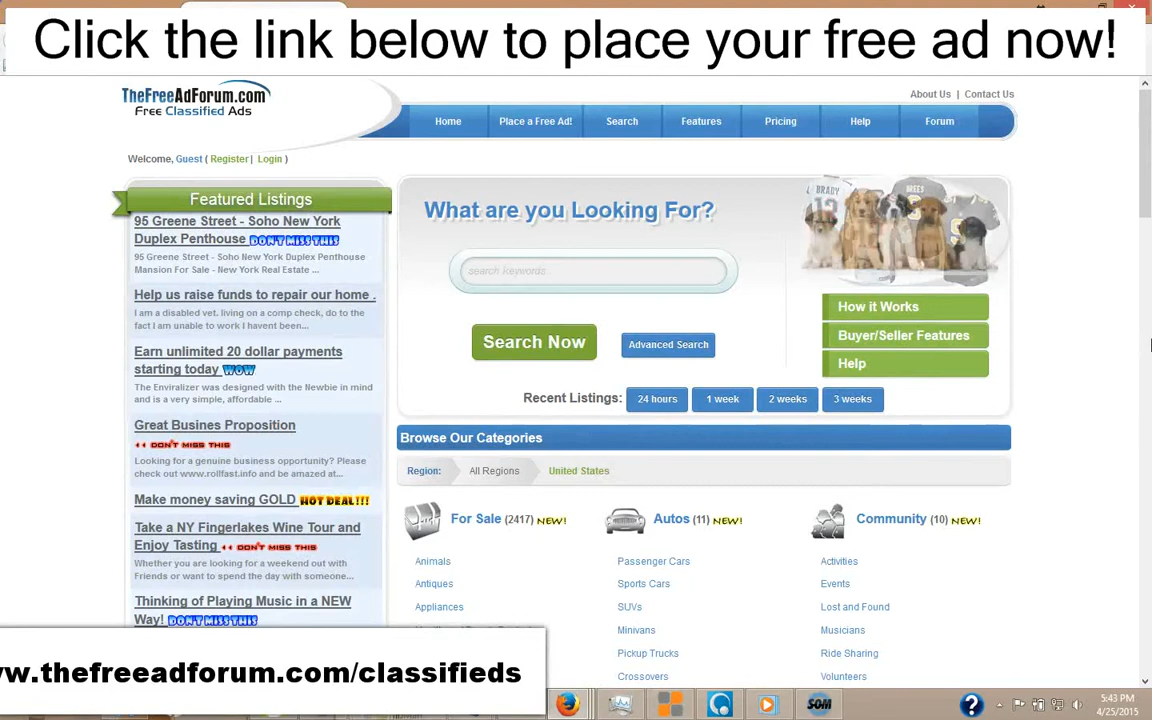 Click the link below to place your free ad now!
TheFreeAdForum.com
Free Classified Ads
About Us | Contact Us
Home Place a Free Ad! Search Features Pricing Help Forum
Welcome, Guest ( Register | Login )
Featured Listings
95 Greene Street - Soho New York
Duplex Penthouse DON'T MISS THIS
95 Greene Street - Soho New York Duplex Penthouse
Mansion For Sale - New York Real Estate ...
Help us raise funds to repair our home .
I am a disabled vet. living on a comp check, do to the
fact I am unable to work I havent been...
Earn unlimited 20 dollar payments
starting today WOW
The Enviralizer was designed with the Newbie in mind
and is a very simple, affordable ...
Great Busines Proposition
DON'T MISS THIS
Looking for a genuine business opportunity? Please
check out www.rollfast.info and be amazed at...
Make money saving GOLD HOT DEAL!!!
Take a NY Fingerlakes Wine Tour and
Enjoy Tasting DON'T MISS THIS
Whether you are looking for a weekend out with
Friends or want to spend the day with someone...
Thinking of Playing Music in a NEW
Way! DON'T MISS THIS
What are you Looking For?
search keywords...
Search Now Advanced Search
BRADY 12 BREES
How it Works
Buyer/Seller Features
Help
Recent Listings: 24 hours 1 week 2 weeks 3 weeks
Browse Our Categories
Region: All Regions United States
For Sale (2417) NEW!
Animals
Antiques
Appliances
Autos (11) NEW!
Passenger Cars
Sports Cars
SUVs
Minivans
Pickup Trucks
Crossovers
Community (10) NEW!
Activities
Events
Lost and Found
Musicians
Ride Sharing
Volunteers
w.thefreeadforum.com/classifieds
SOM
5:43 PM
4/25/2015